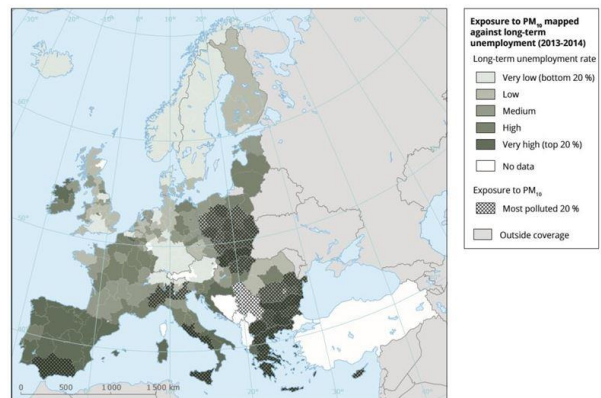 Exposure to PM₁₀ mapped
against long-term
unemployment (2013-2014)
Long-term unemployment rate
Very low (bottom 20 %)
Low
Medium
High
Very high (top 20 %)
No data
Exposure to PM₁₀
Most polluted 20 %
Outside coverage
0 500 1 000 1 500 km